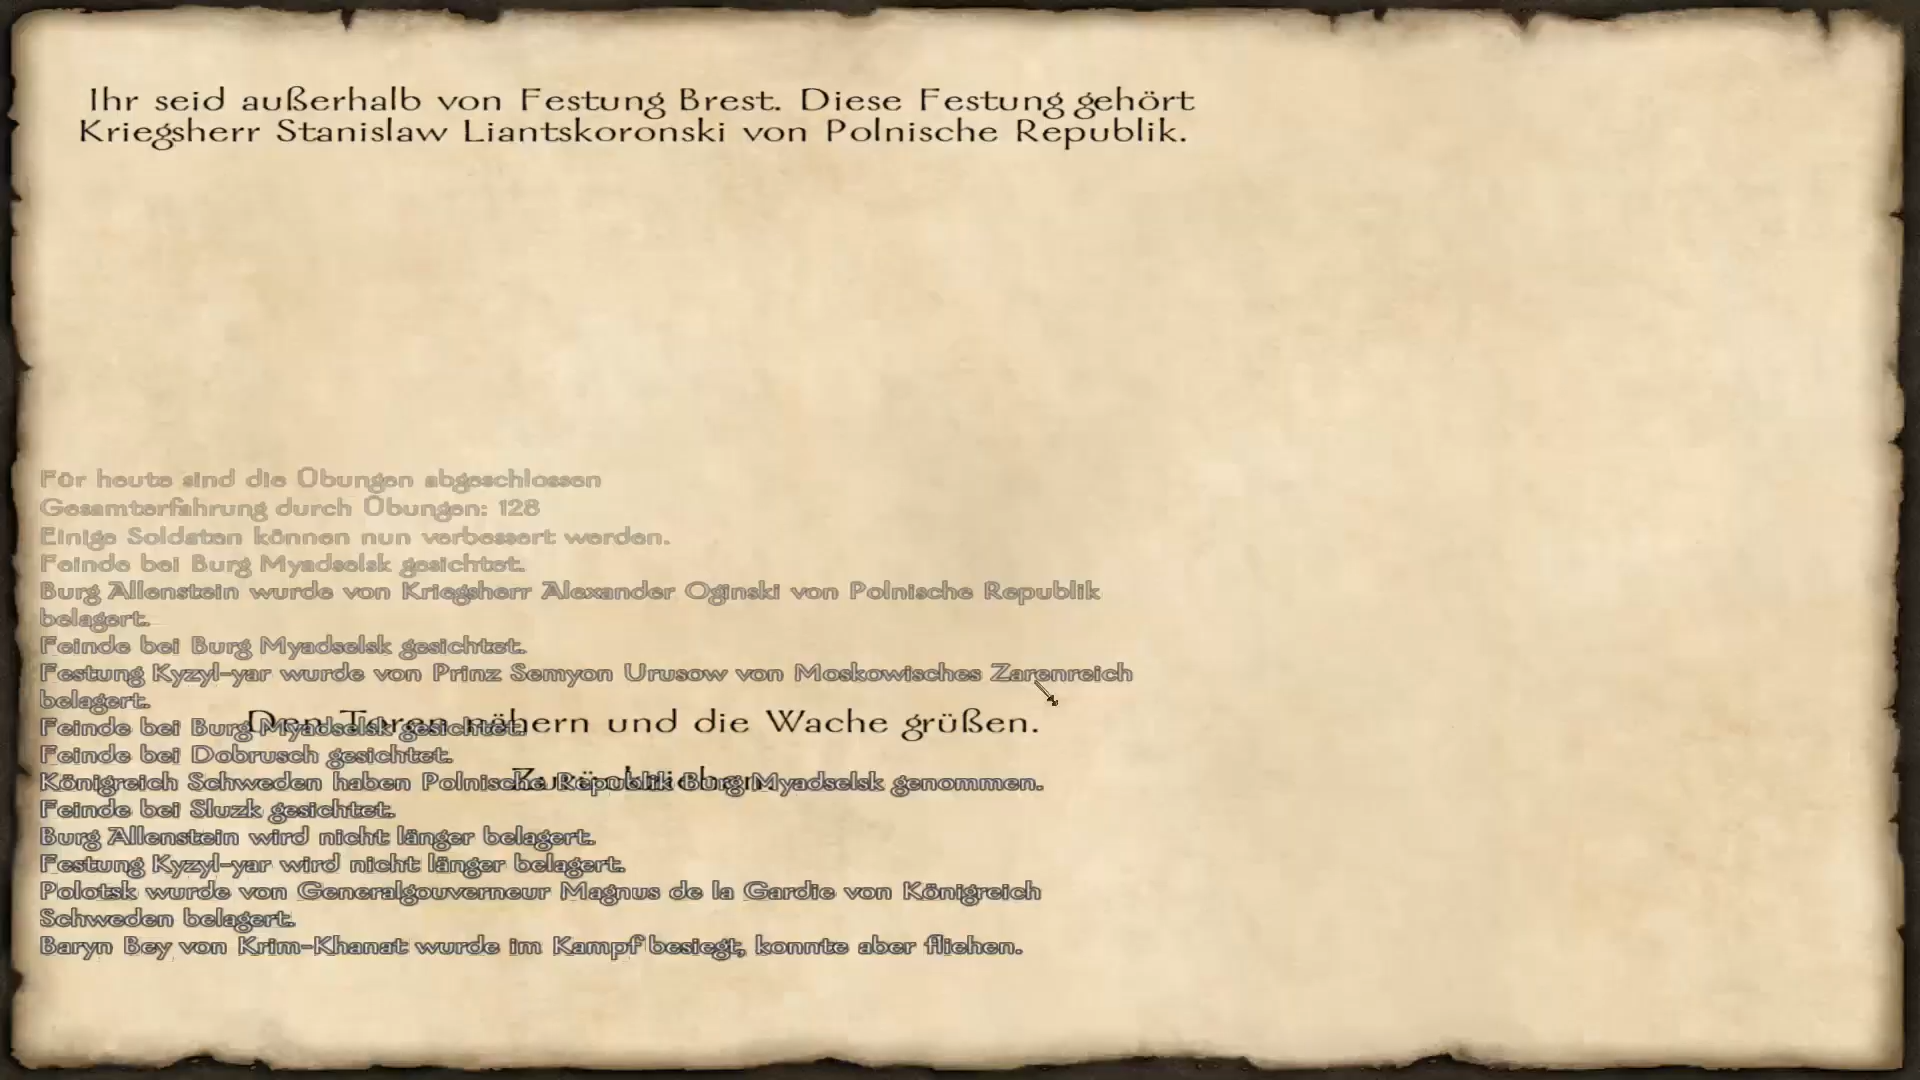 Ihr seid außerhalb von Festung Brest. Diese Festung gehört
Kriegsherr Stanislaw Liantskoronski von Polnische Republik.
Für heute sind die Übungen abgeschlossen
Gesamterfahrung durch Übungen: 128
Einige Soldaten können nun verbessert werden.
Feinde bei Burg Myadselsk gesichtet.
Burg Allenstein wurde von Kriegsherr Alexander Oginski von Polnische Republik
belagert.
Feinde bei Burg Myadselsk gesichtet.
Festung Kyzyl-yar wurde von Prinz Semyon Urusow von Moskowisches Zarenreich
belagert.
Den Toren nähern und die Wache grüßen.
Feinde bei Burg Myadselsk gesichtet.
Feinde bei Dobrusch gesichtet.
Zurückziehen.
Königreich Schweden haben Polnische Republik Burg Myadselsk genommen.
Feinde bei Sluzk gesichtet.
Burg Allenstein wird nicht länger belagert.
Festung Kyzyl-yar wird nicht länger belagert.
Polotsk wurde von Generalgouverneur Magnus de la Gardie von Königreich
Schweden belagert.
Baryn Bey von Krim-Khanat wurde im Kampf besiegt, konnte aber fliehen.